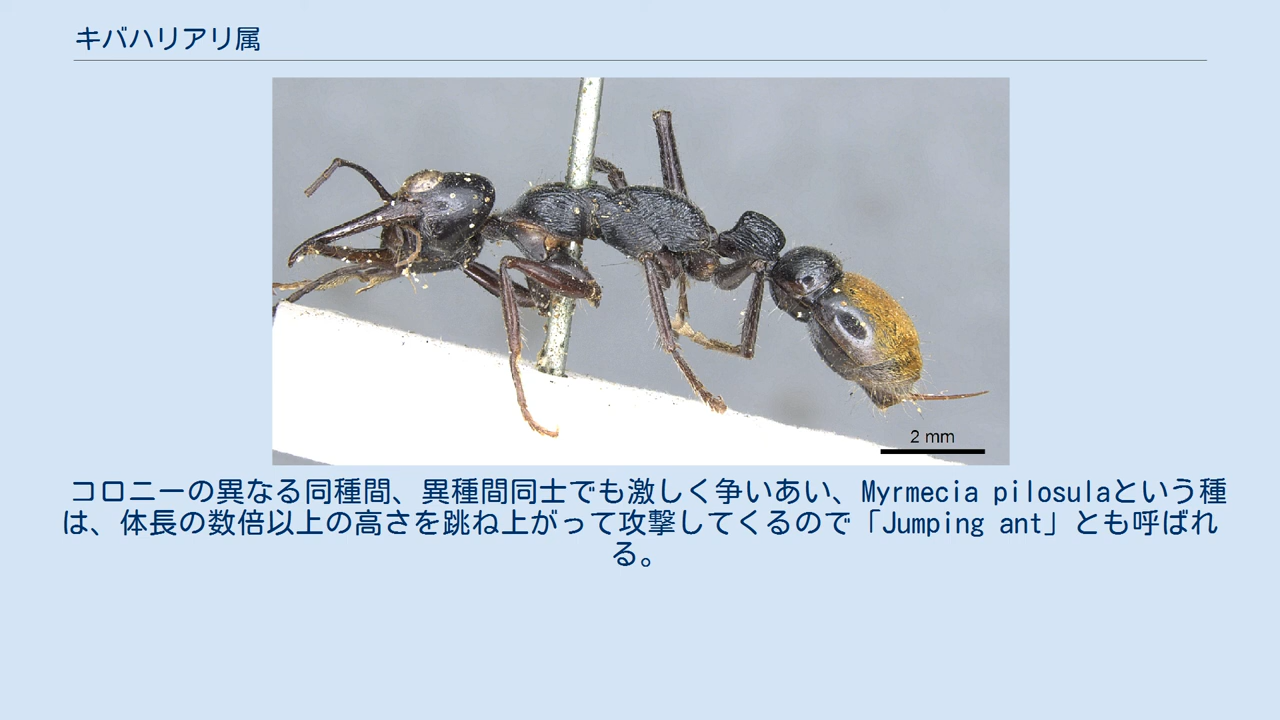 キバハリアリ属
2 mm
コロニーの異なる同種間、異種間同士でも激しく争いあい、Myrmecia pilosulaという種
は、体長の数倍以上の高さを跳ね上がって攻撃してくるので「Jumping ant」とも呼ばれ
る。